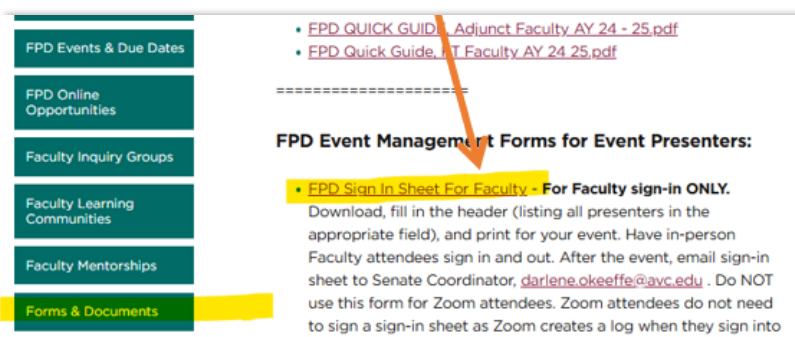 FPD Events & Due Dates
FPD Online
Opportunities
Faculty Inquiry Groups
Faculty Learning
Communities
Faculty Mentorships
Forms & Documents
• FPD QUICK GUIDE, Adjunct Faculty AY 24 - 25.pdf
• FPD Quick Guide, FT Faculty AY 24 25.pdf
=====================
FPD Event Management Forms for Event Presenters:
• FPD Sign In Sheet For Faculty - For Faculty sign-in ONLY.
Download, fill in the header (listing all presenters in the
appropriate field), and print for your event. Have in-person
Faculty attendees sign in and out. After the event, email sign-in
sheet to Senate Coordinator, darlene.okeeffe@avc.edu . Do NOT
use this form for Zoom attendees. Zoom attendees do not need
to sign a sign-in sheet as Zoom creates a log when they sign into